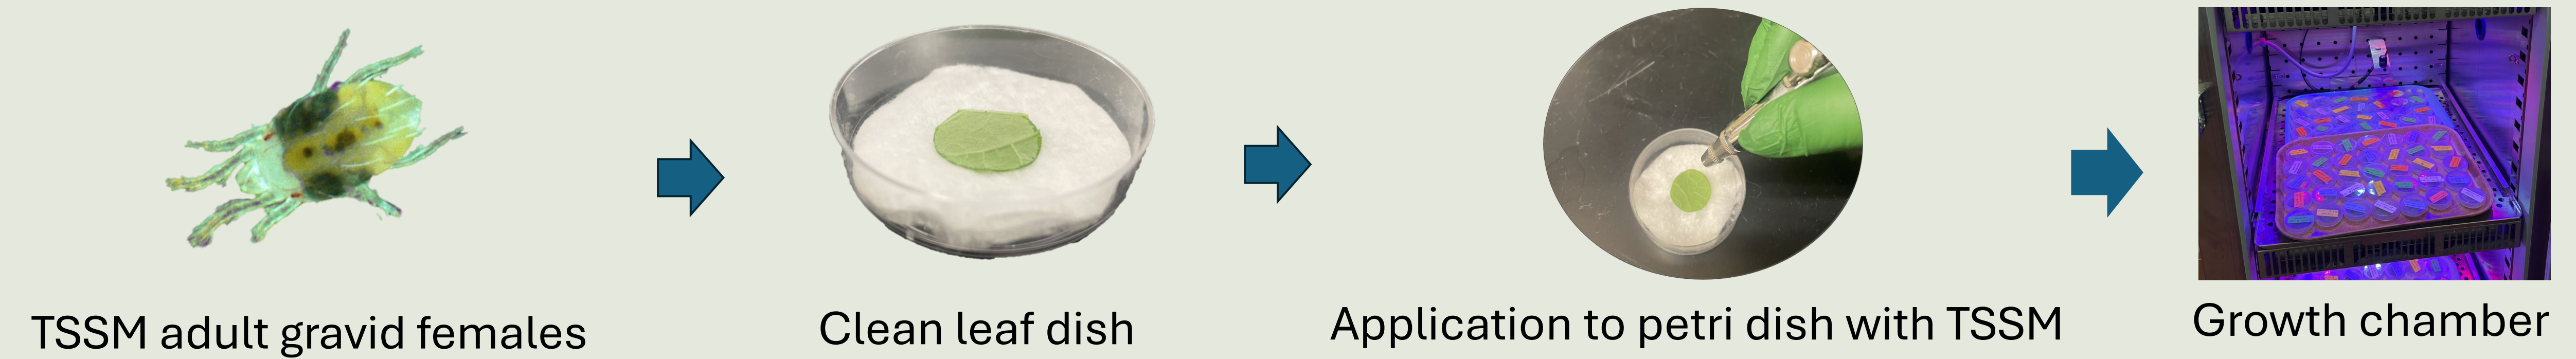 TSSM adult gravid females
Clean leaf dish
Application to petri dish with TSSM
Growth chamber